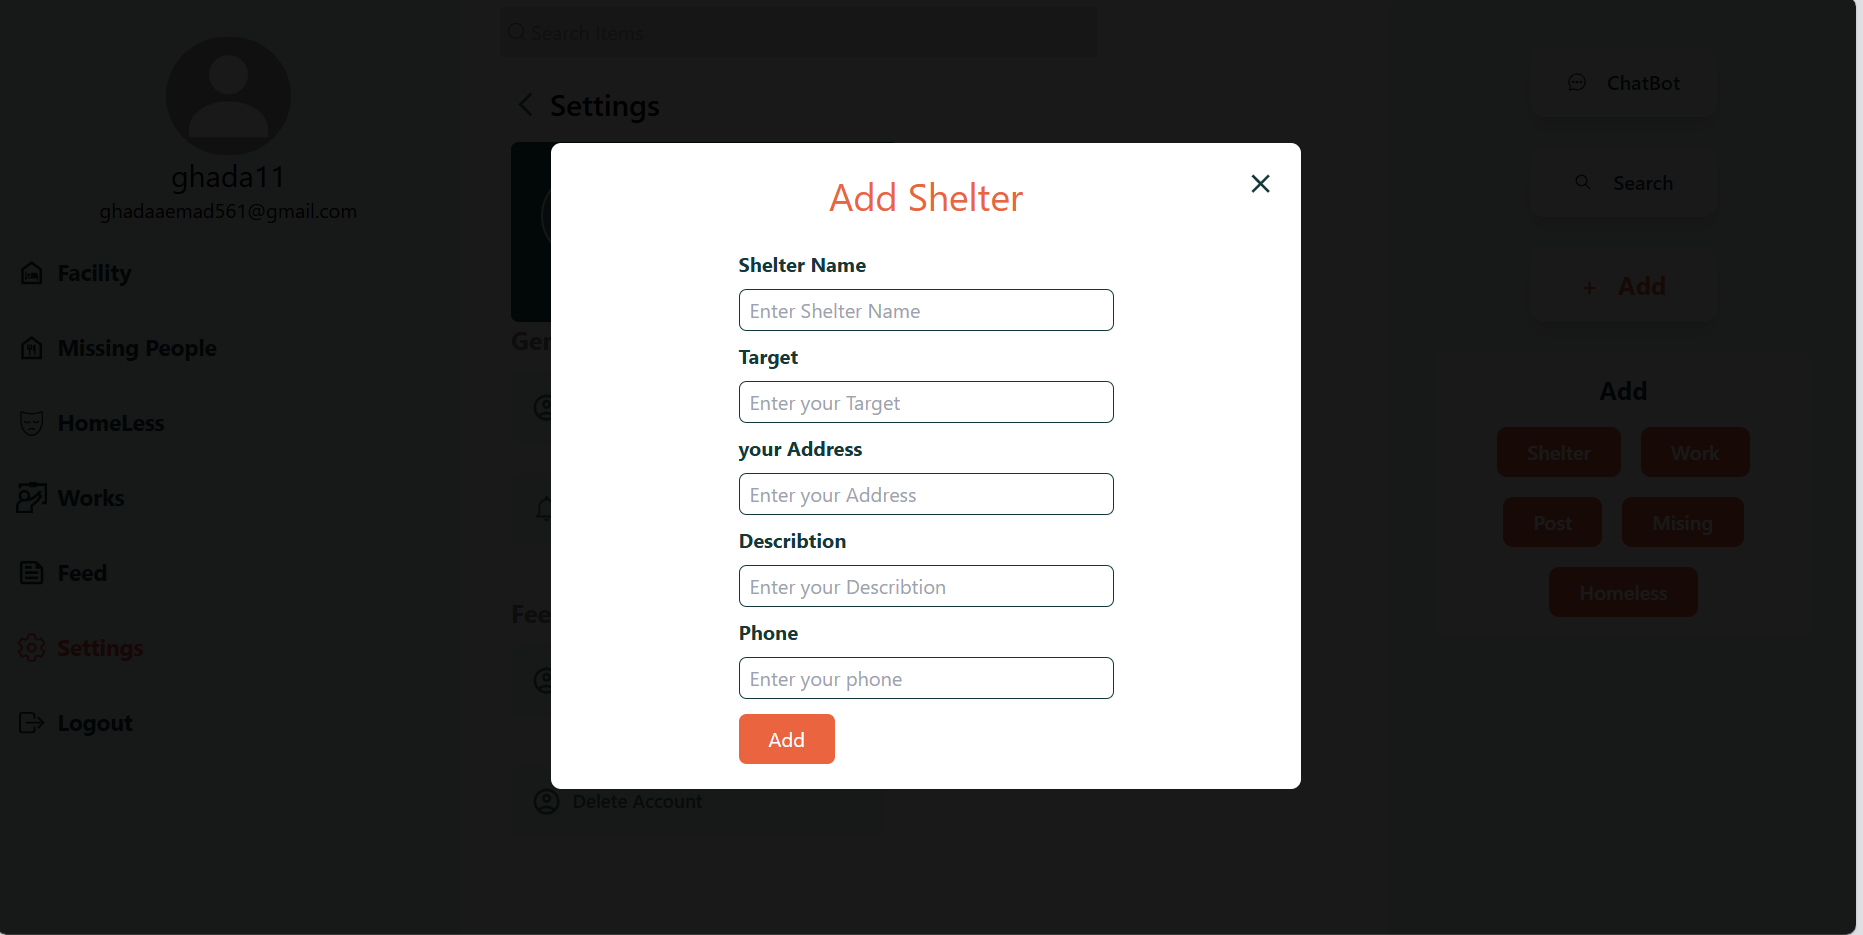 Search Items
ghada11
ghadaaemad561@gmail.com
Facility
Missing People
HomeLess
Works
Feed
Settings
Logout
Settings
Gen
Fee
Delete Account
Add Shelter
Shelter Name
Enter Shelter Name
Target
Enter your Target
your Address
Enter your Address
Describtion
Enter your Describtion
Phone
Enter your phone
Add
ChatBot
Search
+ Add
Add
Shelter Work
Post Mising
Homeless